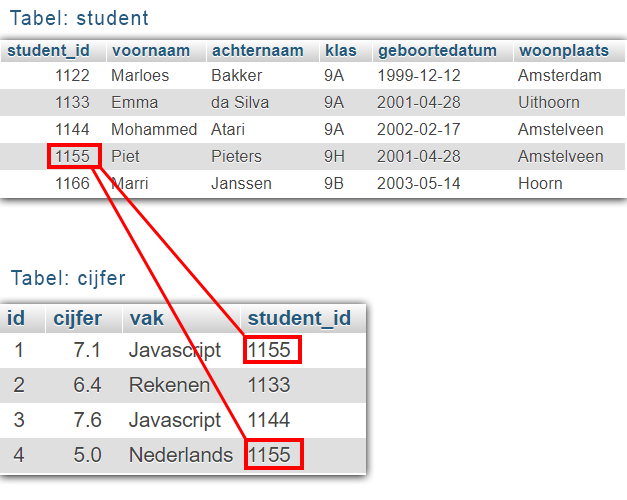 Tabel: student
student_id voornaam achternaam klas geboortedatum woonplaats
1122 Marloes Bakker 9A 1999-12-12 Amsterdam
1133 Emma da Silva 9A 2001-04-28 Uithoorn
1144 Mohammed Atari 9A 2002-02-17 Amstelveen
1155 Piet Pieters 9H 2001-04-28 Amstelveen
1166 Marri Janssen 9B 2003-05-14 Hoorn
Tabel: cijfer
id cijfer vak student_id
1 7.1 Javascript 1155
2 6.4 Rekenen 1133
3 7.6 Javascript 1144
4 5.0 Nederlands 1155